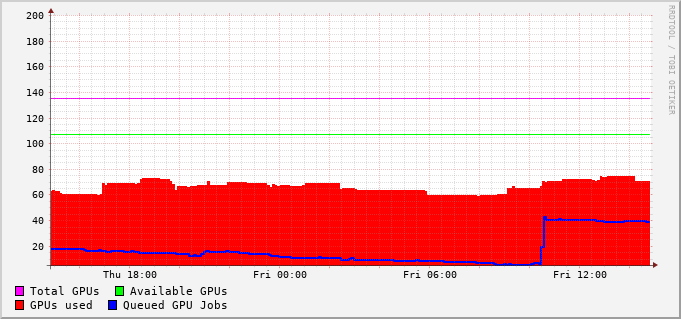 200
180
160
140
120
100
80
60
40
20
Thu 18:00 Fri 00:00 Fri 06:00 Fri 12:00
Total GPUs Available GPUs
GPUs used Queued GPU Jobs
RRDTOOL / TOBI OETIKER